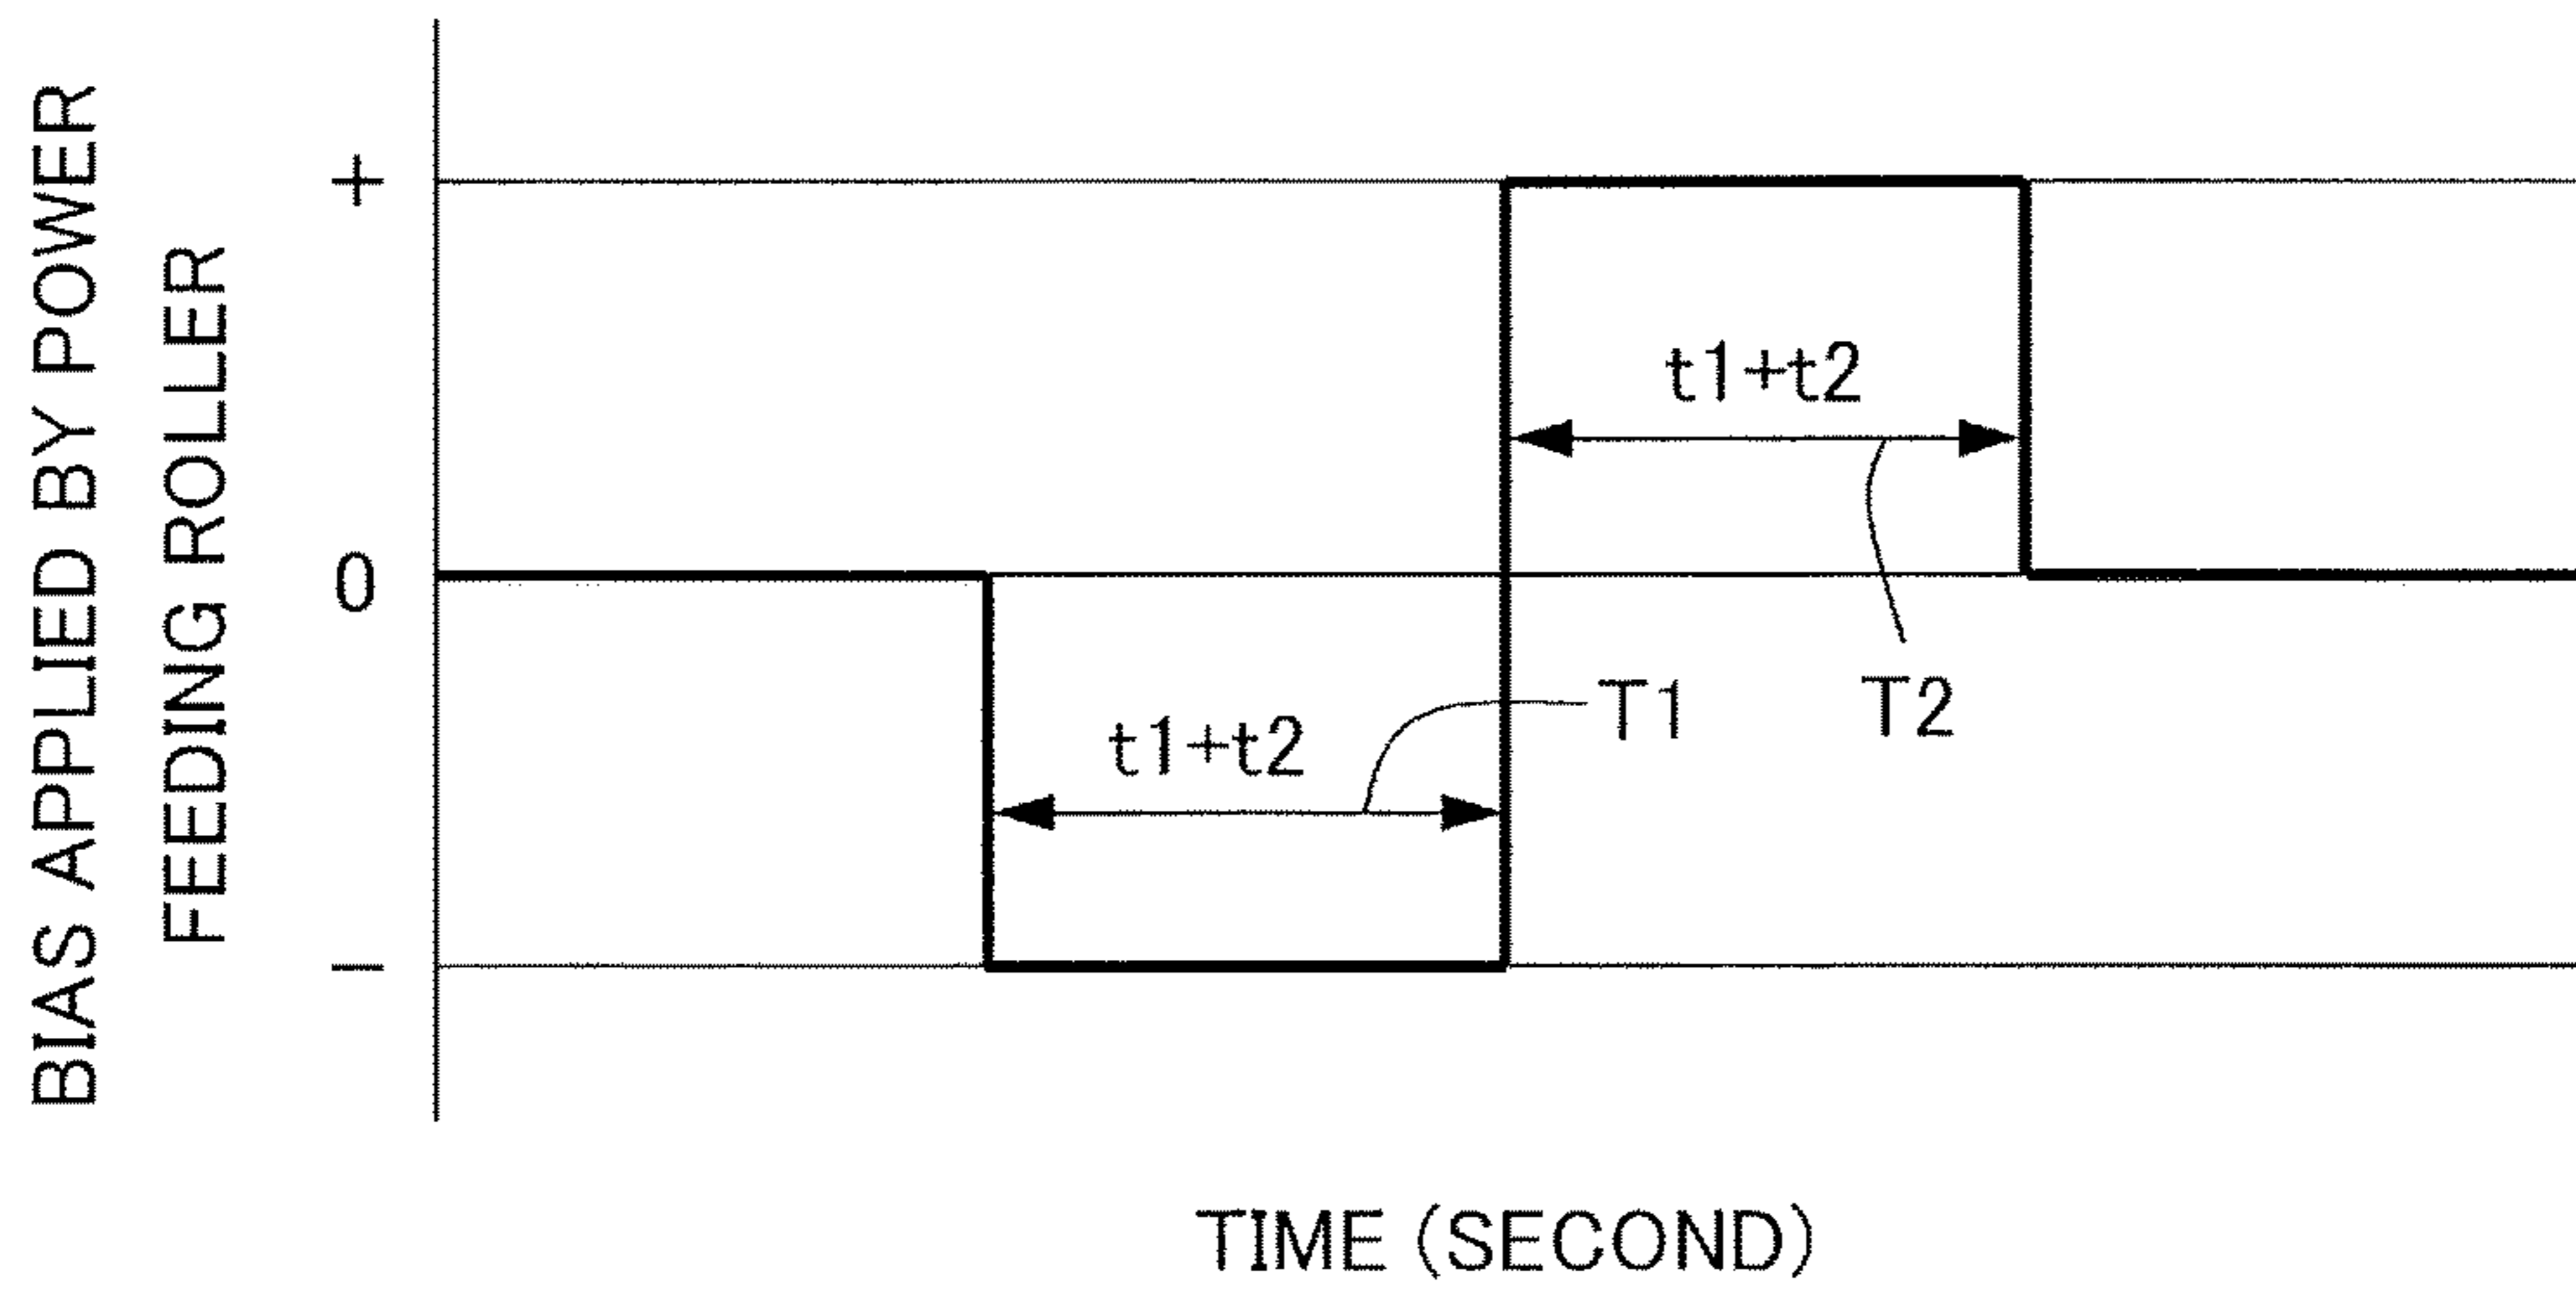 BIAS APPLIED BY POWER
FEEDING ROLLER
+
0
−
t1+t2
T2
t1+t2
T1
TIME (SECOND)